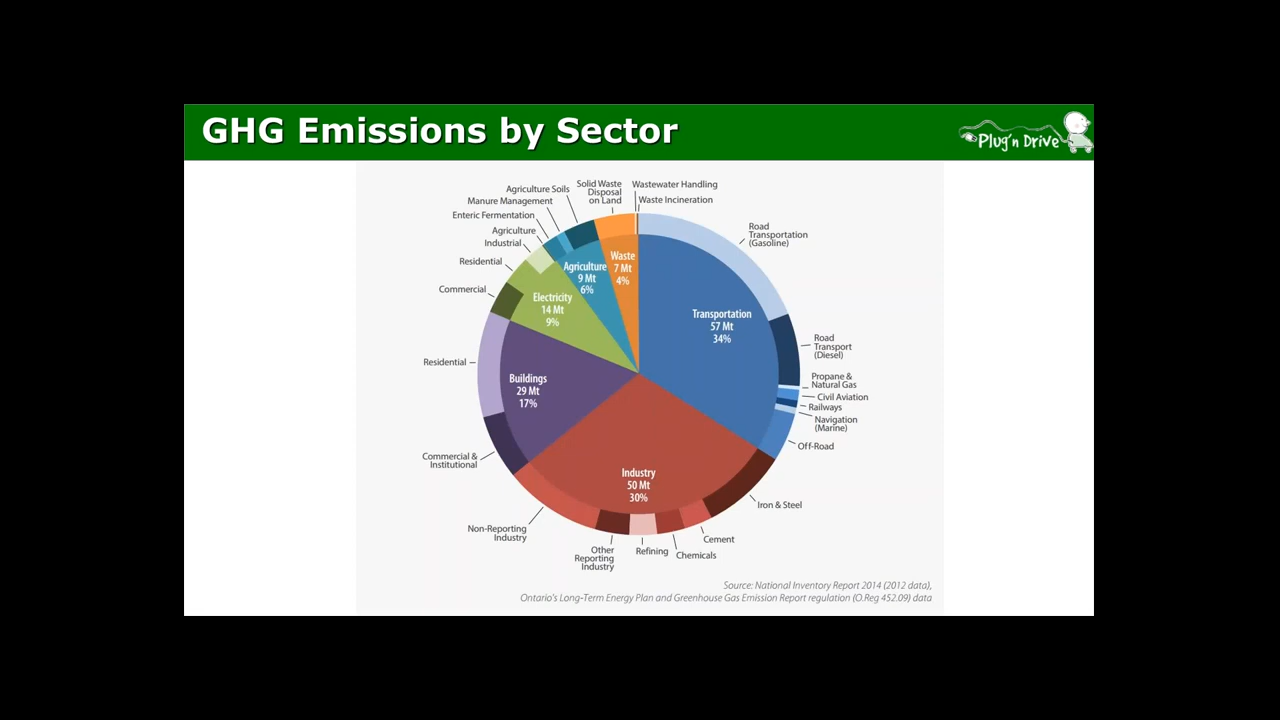 GHG Emissions by Sector
Plug'n Drive
Solid Waste
Disposal
on Land
Wastewater Handling
Waste Incineration
Agriculture Soils
Manure Management
Enteric Fermentation
Agriculture
Industrial
Residential
Commercial
Residential
Commercial &
Institutional
Non-Reporting
Industry
Other
Reporting
Industry
Refining
Chemicals
Cement
Iron & Steel
Off-Road
Navigation
(Marine)
Railways
Civil Aviation
Propane &
Natural Gas
Road
Transport
(Diesel)
Road
Transportation
(Gasoline)
Waste
7 Mt
4%
Agriculture
9 Mt
6%
Electricity
14 Mt
9%
Buildings
29 Mt
17%
Industry
50 Mt
30%
Transportation
57 Mt
34%
Source: National Inventory Report 2014 (2012 data),
Ontario's Long-Term Energy Plan and Greenhouse Gas Emission Report regulation (O.Reg 452.09) data